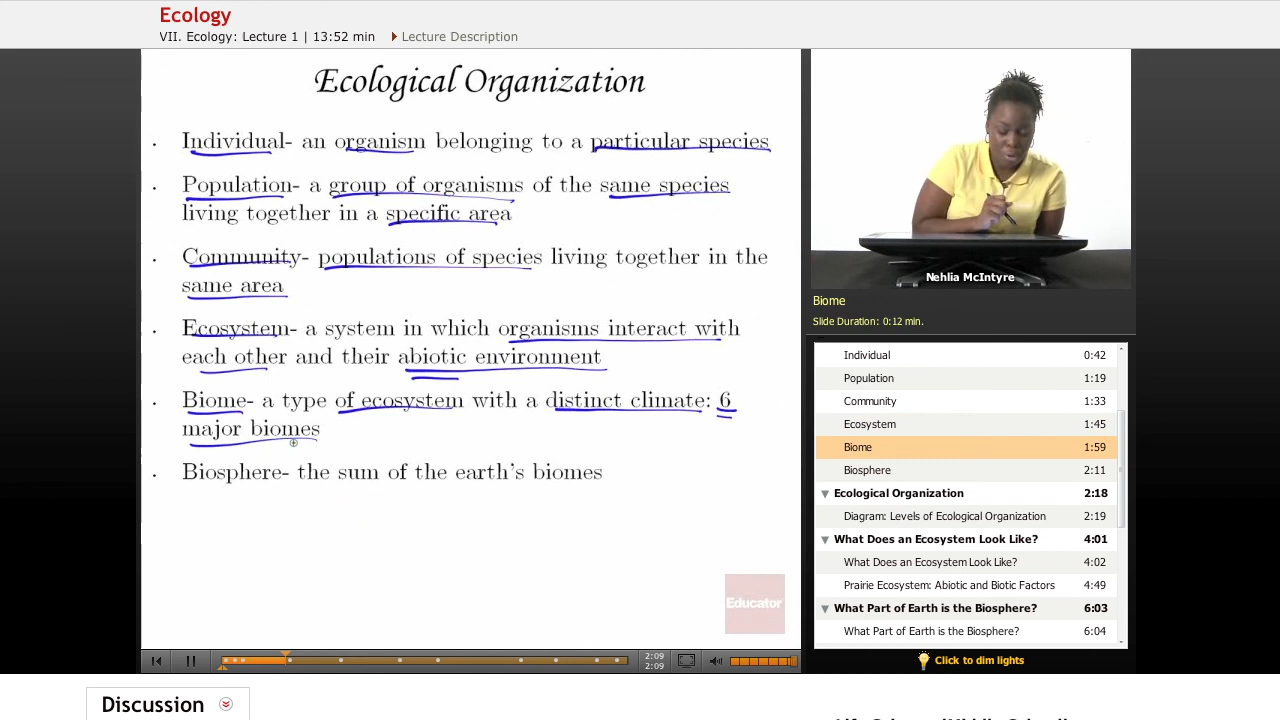 Ecology
VII. Ecology: Lecture 1 | 13:52 min
Lecture Description
Ecological Organization
Individual- an organism belonging to a particular species
Population- a group of organisms of the same species
living together in a specific area
Community- populations of species living together in the
same area
Ecosystem- a system in which organisms interact with
each other and their abiotic environment
Biome- a type of ecosystem with a distinct climate: 6
major biomes
Biosphere- the sum of the earth's biomes
Educator
2:09
2:09
Nehlia McIntyre
Biome
Slide Duration: 0:12 min.
Individual 0:42
Population 1:19
Community 1:33
Ecosystem 1:45
Biome 1:59
Biosphere 2:11
Ecological Organization 2:18
Diagram: Levels of Ecological Organization 2:19
What Does an Ecosystem Look Like? 4:01
What Does an Ecosystem Look Like? 4:02
Prairie Ecosystem: Abiotic and Biotic Factors 4:49
What Part of Earth is the Biosphere? 6:03
What Part of Earth is the Biosphere? 6:04
Click to dim lights
Discussion